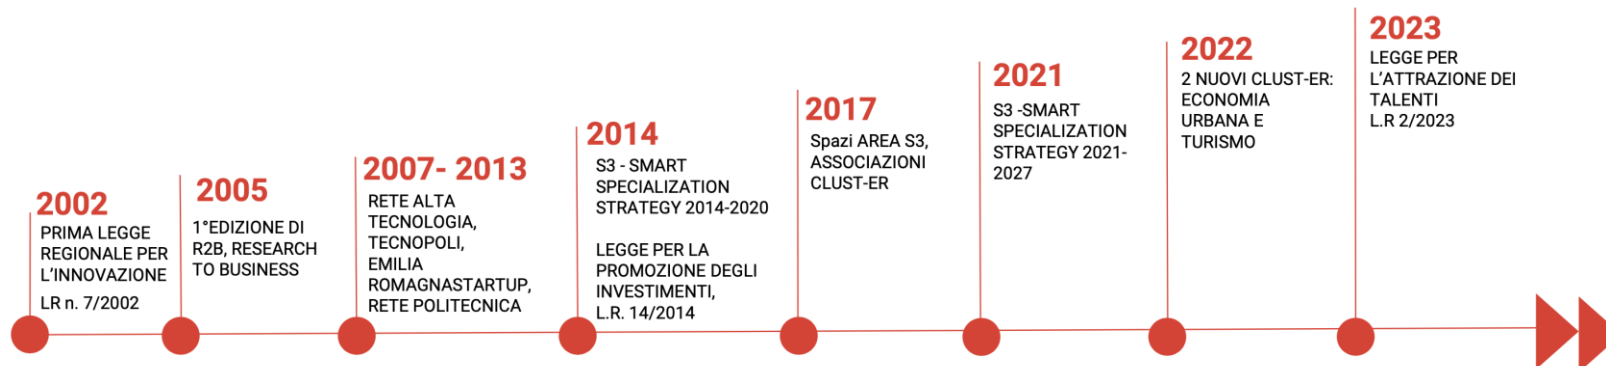 2002
PRIMA LEGGE
REGIONALE PER
L'INNOVAZIONE
LR n. 7/2002
2005
1°EDIZIONE DI
R2B, RESEARCH
TO BUSINESS
2007- 2013
RETE ALTA
TECNOLOGIA,
TECNOPOLI,
EMILIA
ROMAGNASTARTUP,
RETE POLITECNICA
2014
S3 - SMART
SPECIALIZATION
STRATEGY 2014-2020
LEGGE PER LA
PROMOZIONE DEGLI
INVESTIMENTI,
L.R. 14/2014
2017
Spazi AREA S3,
ASSOCIAZIONI
CLUST-ER
2021
S3 -SMART
SPECIALIZATION
STRATEGY 2021-
2027
2022
2 NUOVI CLUST-ER:
ECONOMIA
URBANA E
TURISMO
2023
LEGGE PER
L'ATTRAZIONE DEI
TALENTI
L.R 2/2023